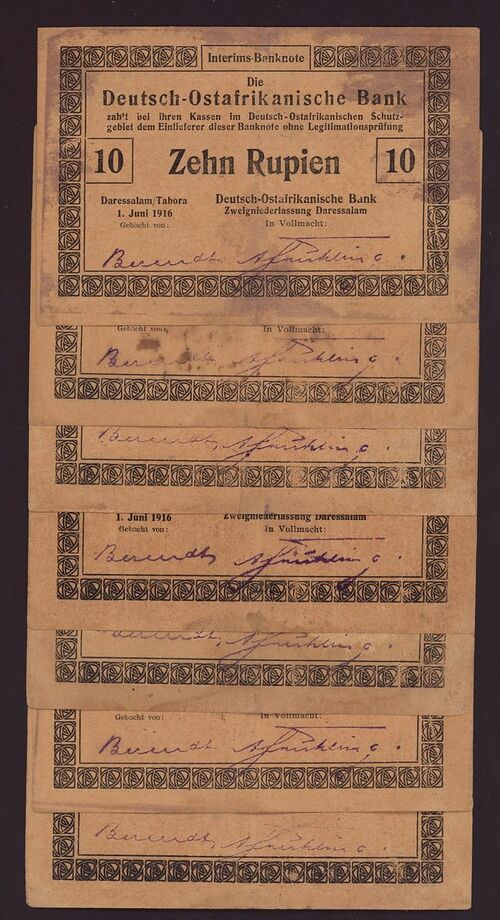 Interims-Banknote
Die
Deutsch-Ostafrikanische Bank
zahlt bei ihren Kassen im Deutsch-Ostafrikanischen Schutz-
gebiet dem Einlieferer dieser Banknote ohne Legitimationsprüfung
10 Zehn Rupien 10
Daressalam/Tabora Deutsch-Ostafrikanische Bank
1. Juni 1916 Zweigniederlassung Daressalam
Gebucht von: In Vollmacht:
Berendt
Gebucht von: In Vollmacht:
Berendt
Berendt
1. Juni 1916 Zweigniederlassung Daressalam
Gebucht von: In Vollmacht:
Berendt
Berendt
Gebucht von: In Vollmacht:
Berendt
Berendt